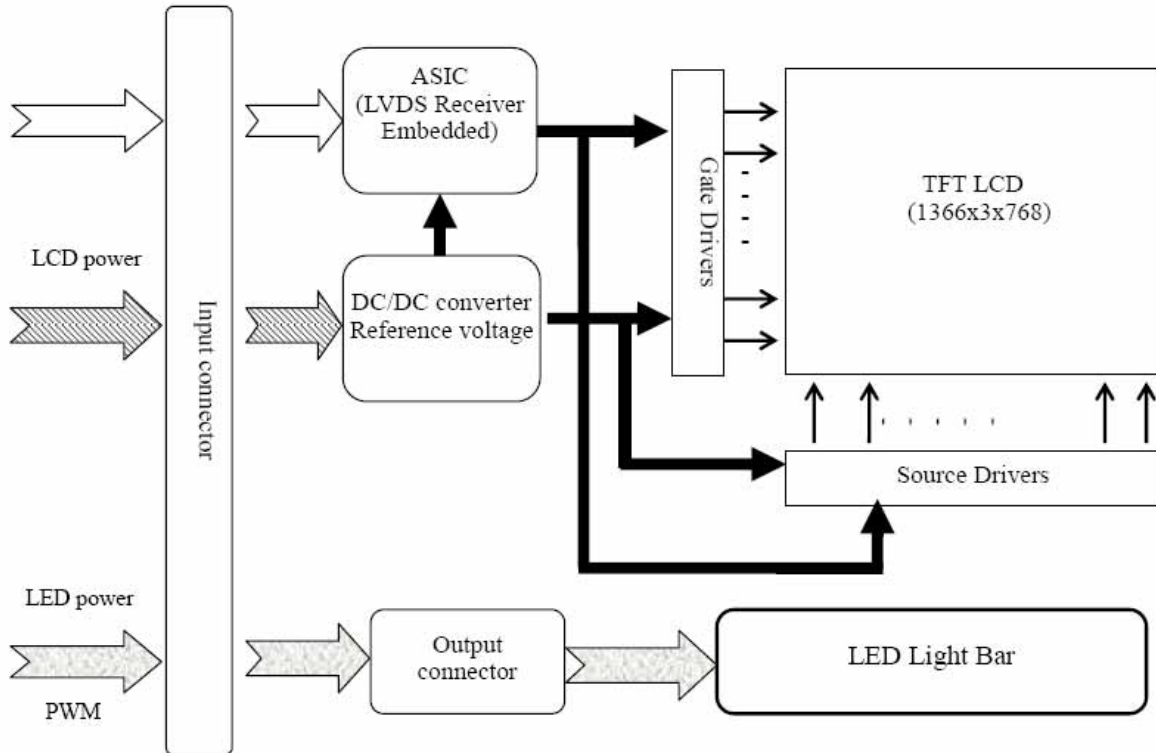 ASIC
(LVDS Receiver
Embedded)
Gate Drivers
TFT LCD
(1366x3x768)
LCD power
Input connector
DC/DC converter
Reference voltage
Source Drivers
LED power
PWM
Output
connector
LED Light Bar